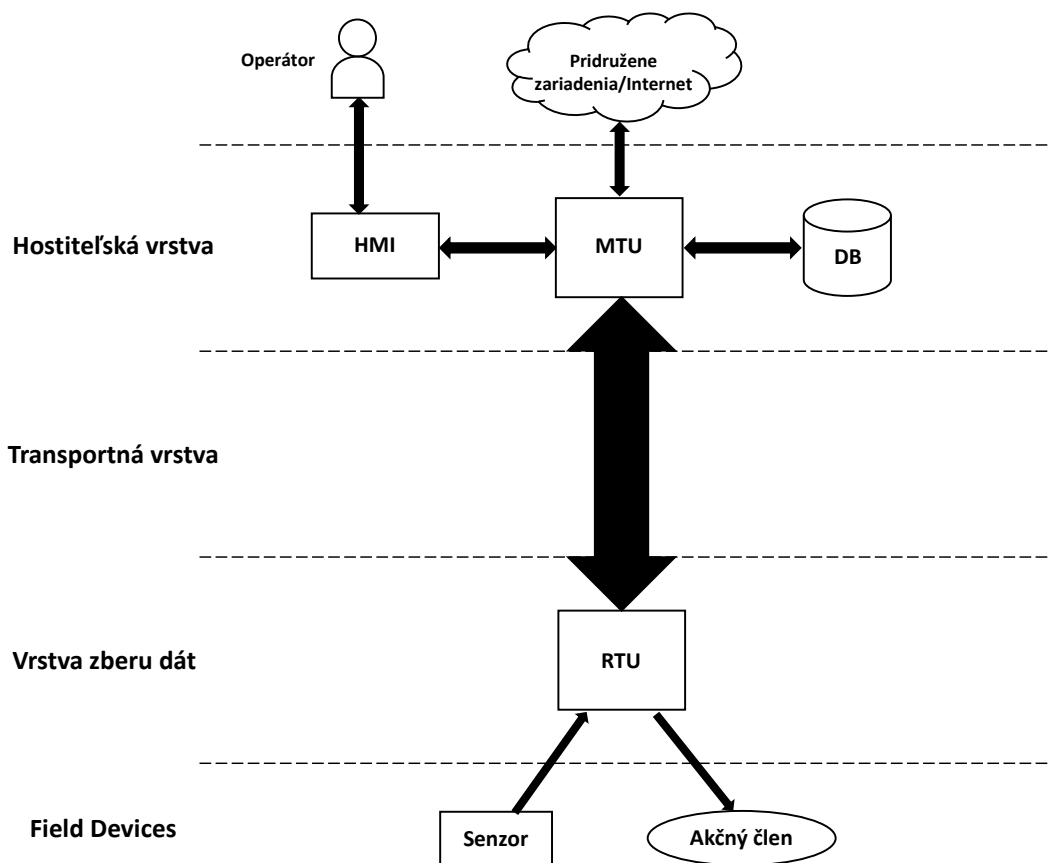 Operátor
Pridružene
zariadenia/Internet
Hostiteľská vrstva
HMI
MTU
DB
Transportná vrstva
Vrstva zberu dát
RTU
Field Devices
Senzor
Akčný člen